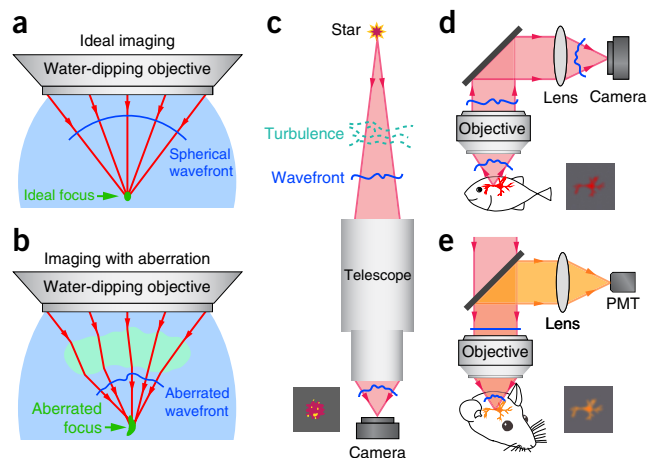 a
Ideal imaging
Water-dipping objective
Spherical
wavefront
Ideal focus
b
Imaging with aberration
Water-dipping objective
Aberrated
wavefront
Aberrated
focus
c
Star
Turbulence
Wavefront
Telescope
Camera
d
Lens
Camera
Objective
e
Lens
PMT
Objective